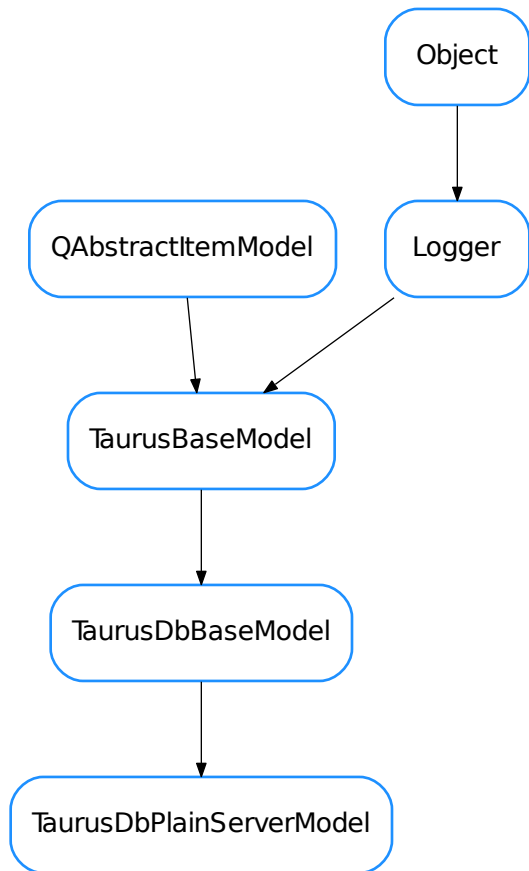 Object
QAbstractItemModel
Logger
TaurusBaseModel
TaurusDbBaseModel
TaurusDbPlainServerModel